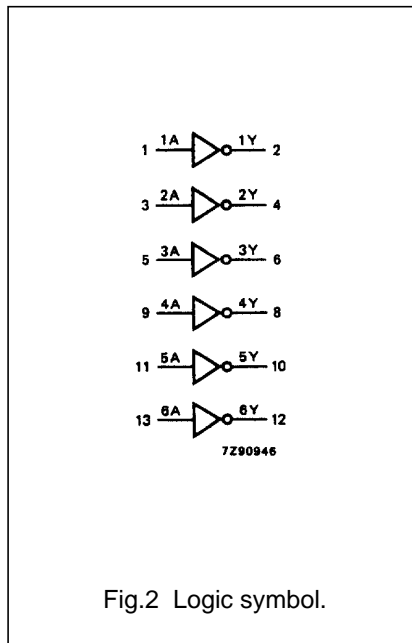 1 1A 1Y 2
3 2A 2Y 4
5 3A 3Y 6
9 4A 4Y 8
11 5A 5Y 10
13 6A 6Y 12
7Z90946
Fig.2 Logic symbol.